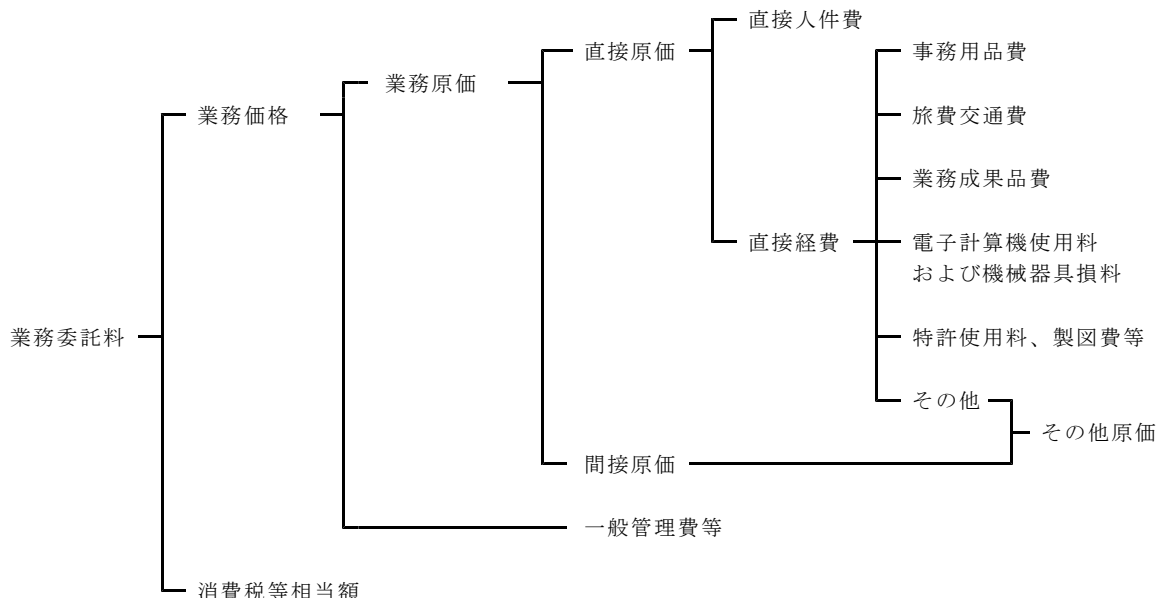 直接人件費
直接原価
事務用品費
業務原価
業務価格
旅費交通費
業務成果品費
直接経費
電子計算機使用料
および機械器具損料
業務委託料
特許使用料、製図費等
その他
その他原価
間接原価
一般管理費等
消費税等相当額